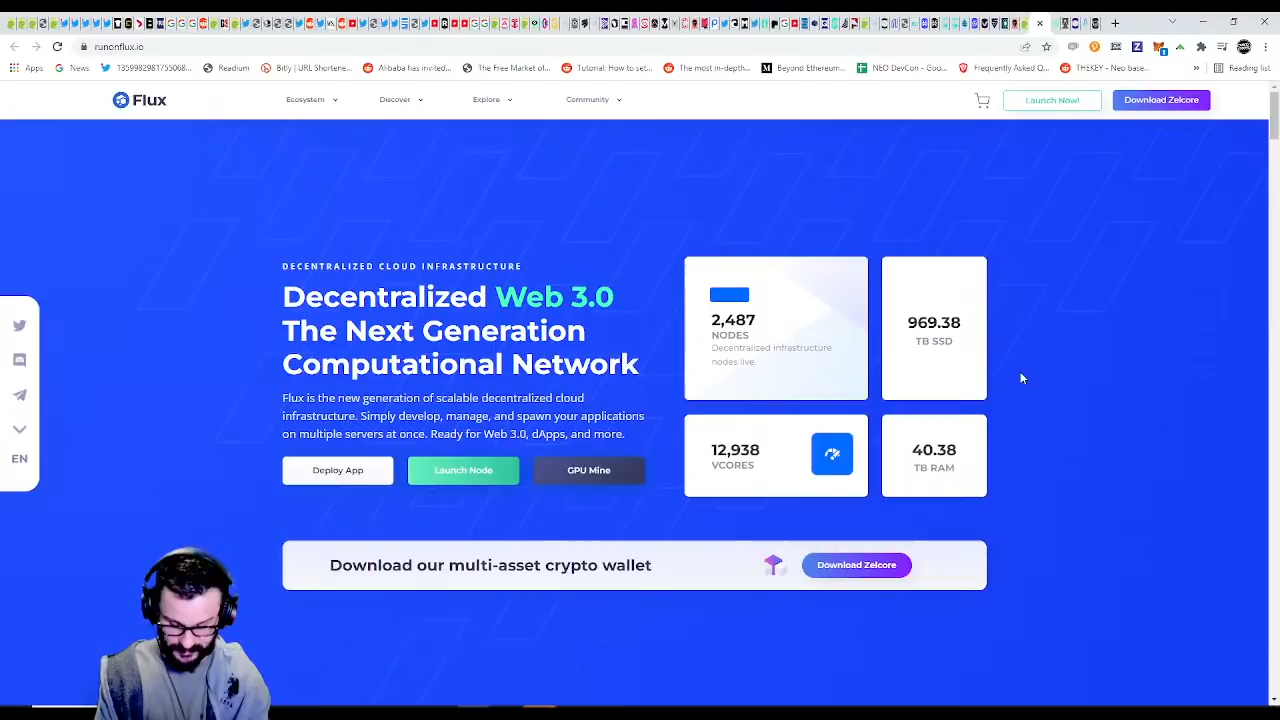 runonflux.io
Apps
News
1359982981755068...
Readium
Bitly | URL Shortene...
Alibaba has invited...
The Free Market of...
Tutorial: How to set...
The most in-depth...
Beyond Ethereum...
NEO DevCon - Goo...
Frequently Asked Q...
THEKEY - Neo base...
»
Reading list
Flux
Ecosystem
Discover
Explore
Community
Launch Now!
Download Zelcore
DECENTRALIZED CLOUD INFRASTRUCTURE
Decentralized Web 3.0
The Next Generation
Computational Network
Flux is the new generation of scalable decentralized cloud
infrastructure. Simply develop, manage, and spawn your applications
on multiple servers at once. Ready for Web 3.0, dApps, and more.
Deploy App
Launch Node
GPU Mine
2,487
NODES
Decentralized infrastructure
nodes live.
969.38
TB SSD
12,938
VCORES
40.38
TB RAM
EN
Download our multi-asset crypto wallet
Download Zelcore